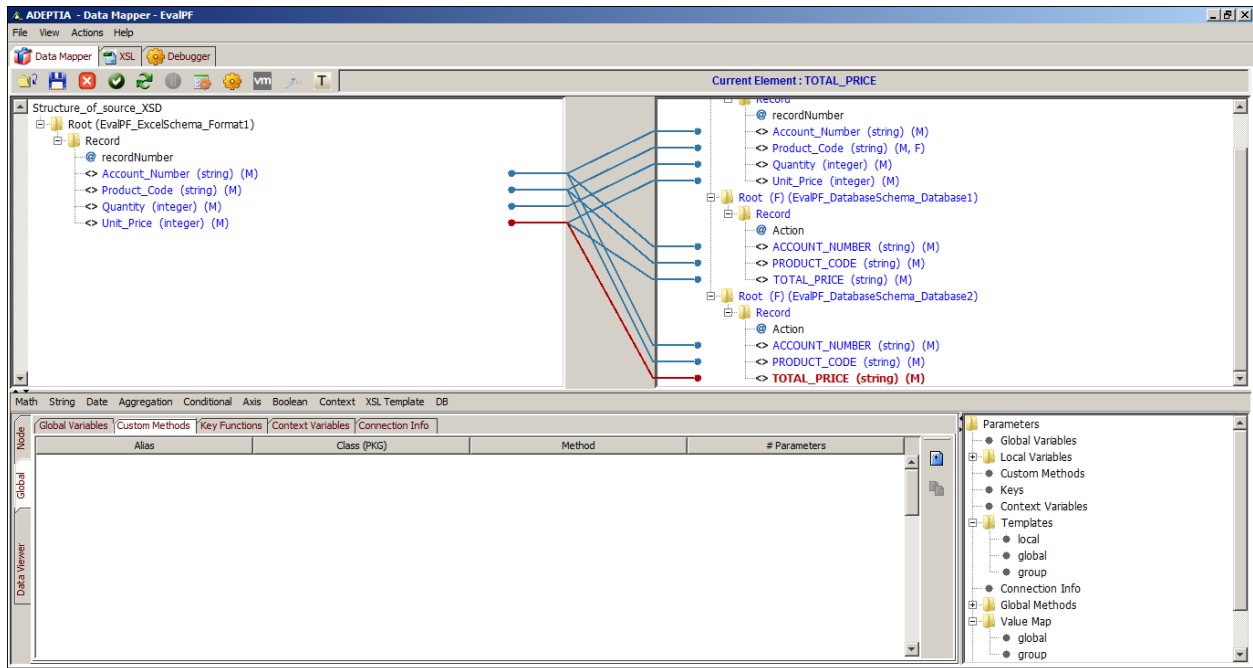 ADEPTIA - Data Mapper - EvalPF
File View Actions Help
Data Mapper XSL Debugger
vm T Current Element : TOTAL_PRICE
Structure_of_source_XSD
Root (EvalPF_ExcelSchema_Format1)
Record
@ recordNumber
<> Account_Number (string) (M)
<> Product_Code (string) (M)
<> Quantity (integer) (M)
<> Unit_Price (integer) (M)
Record
@ recordNumber
<> Account_Number (string) (M)
<> Product_Code (string) (M, F)
<> Quantity (integer) (M)
<> Unit_Price (integer) (M)
Root (F) (EvalPF_DatabaseSchema_Database1)
Record
@ Action
<> ACCOUNT_NUMBER (string) (M)
<> PRODUCT_CODE (string) (M)
<> TOTAL_PRICE (string) (M)
Root (F) (EvalPF_DatabaseSchema_Database2)
Record
@ Action
<> ACCOUNT_NUMBER (string) (M)
<> PRODUCT_CODE (string) (M)
<> TOTAL_PRICE (string) (M)
Math String Date Aggregation Conditional Axis Boolean Context XSL Template DB
Node
Global
Data Viewer
Global Variables Custom Methods Key Functions Context Variables Connection Info
Alias Class (PKG) Method # Parameters
Parameters
Global Variables
Local Variables
Custom Methods
Keys
Context Variables
Templates
local
global
group
Connection Info
Global Methods
Value Map
global
group